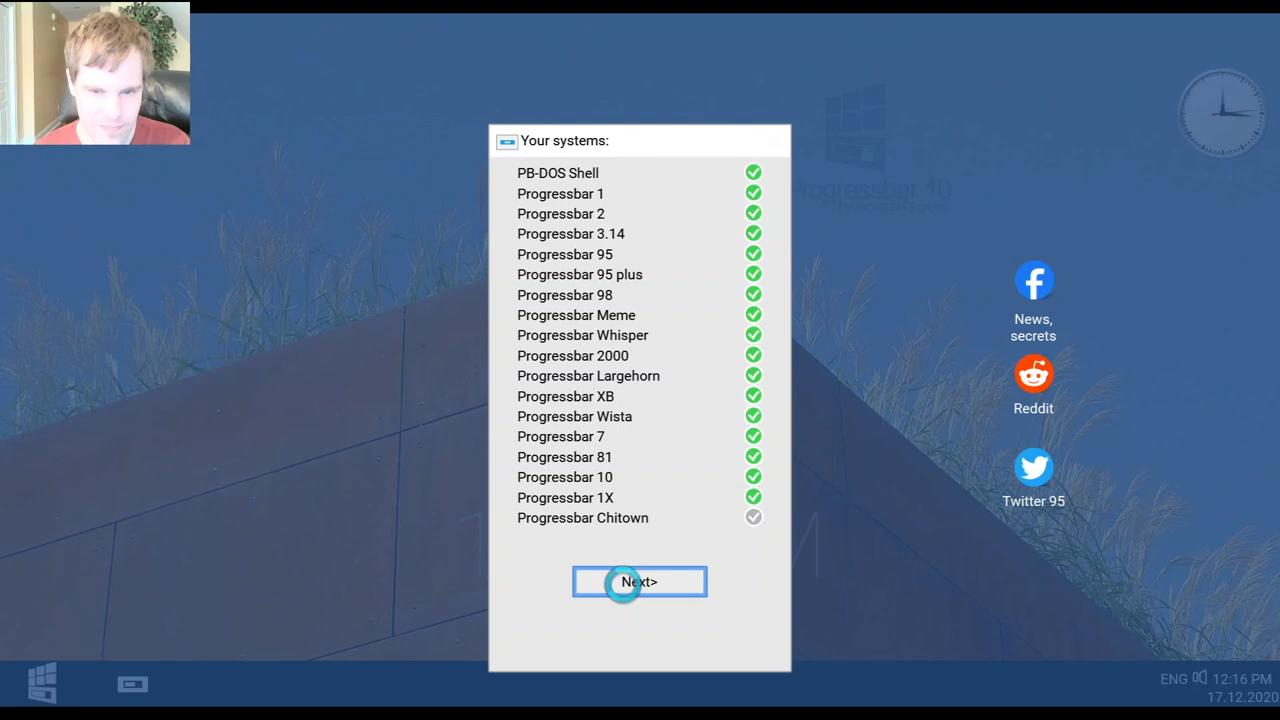 Your systems:
PB-DOS Shell
Progressbar 1
Progressbar 2
Progressbar 3.14
Progressbar 95
Progressbar 95 plus
Progressbar 98
Progressbar Meme
Progressbar Whisper
Progressbar 2000
Progressbar Largehorn
Progressbar XB
Progressbar Wista
Progressbar 7
Progressbar 81
Progressbar 10
Progressbar 1X
Progressbar Chitown
Next>
Progressbar 10
News,
secrets
Reddit
Twitter 95
ENG 12:16 PM
17.12.2020